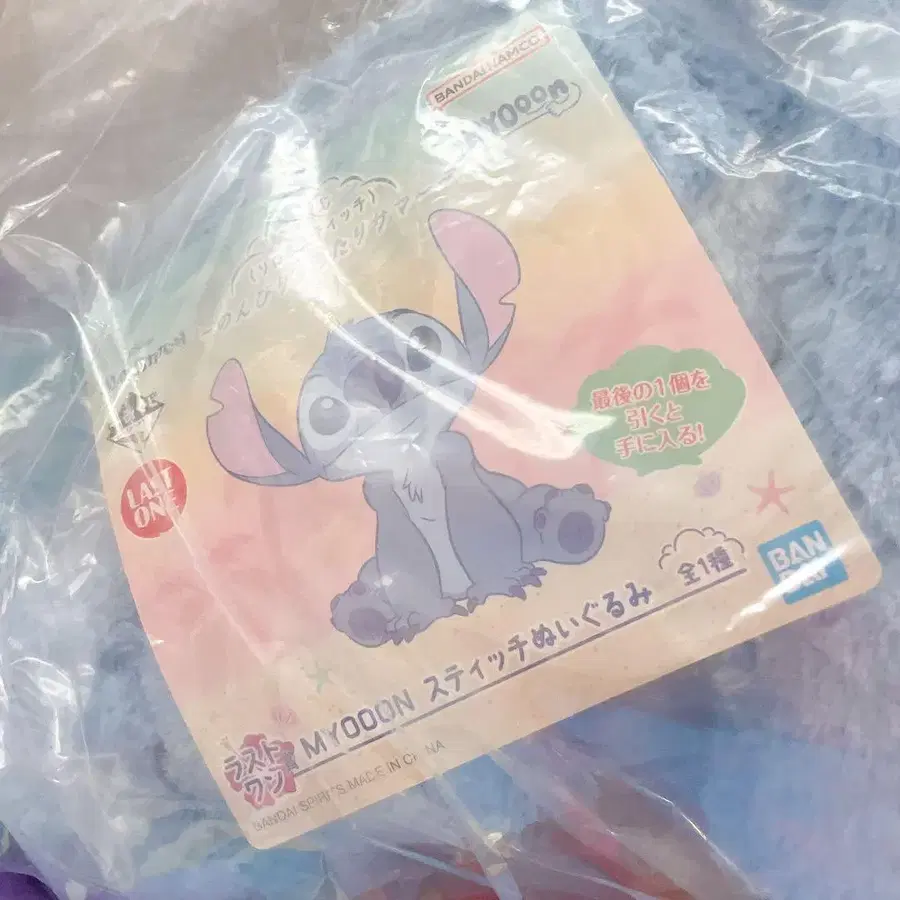 BANDAI NAMCO
MYOOON
LAST
ONE
最後の1個を
引くと
手に入る!
BAN
全1種
ラスト
ワン賞
MYOOON スティッチぬいぐるみ
BANDAI SPIRITS MADE IN CHINA